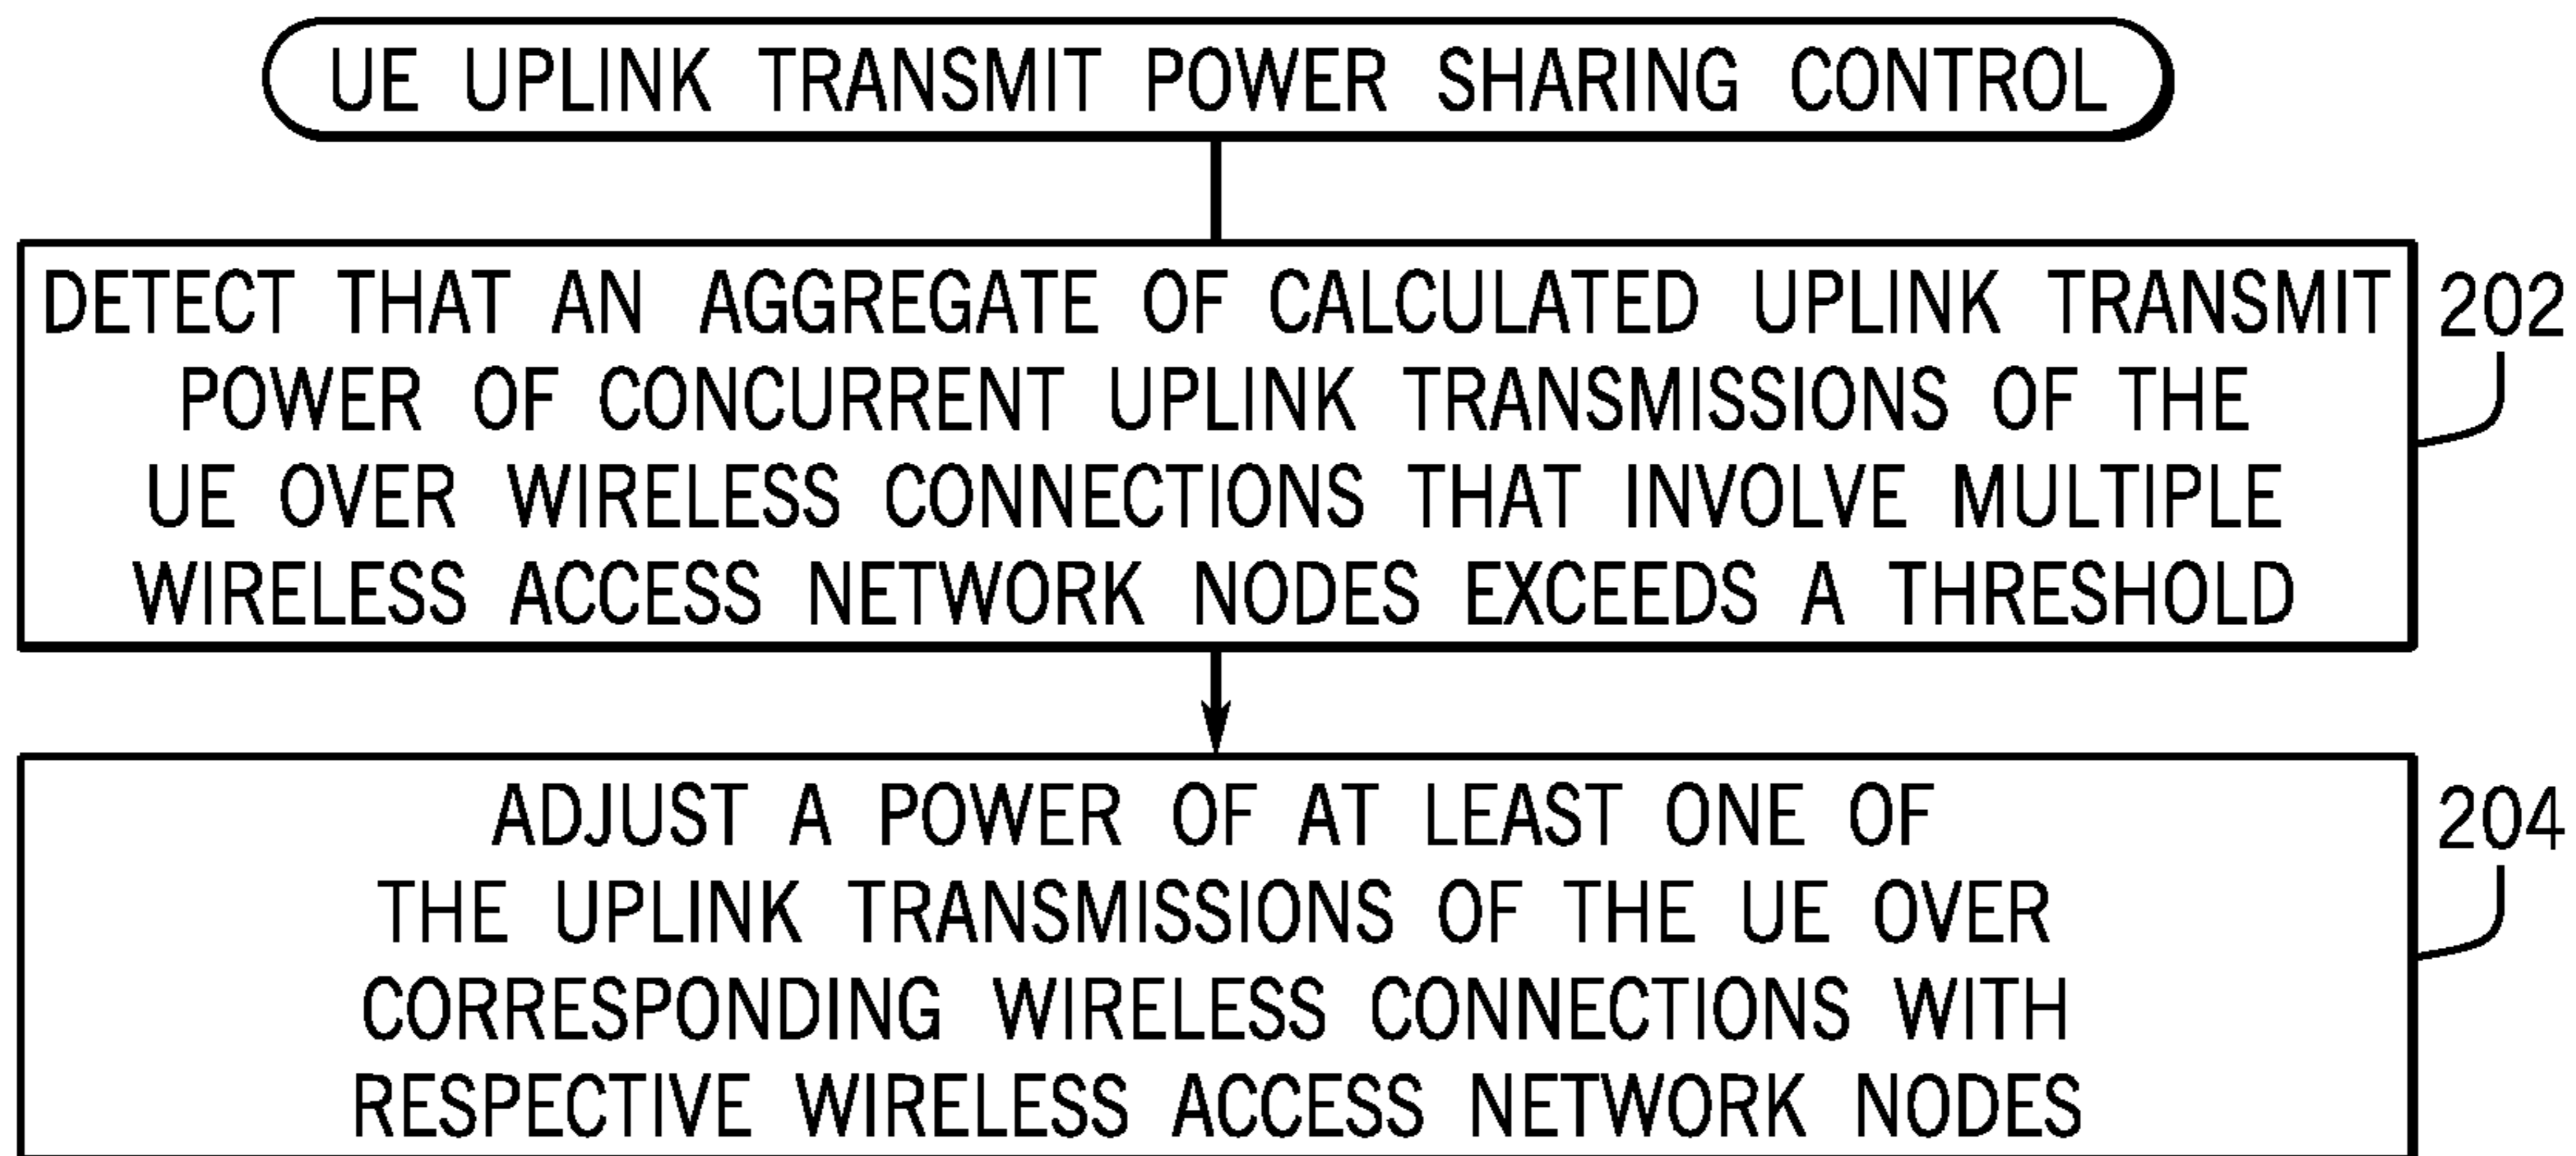 UE UPLINK TRANSMIT POWER SHARING CONTROL
DETECT THAT AN AGGREGATE OF CALCULATED UPLINK TRANSMIT
POWER OF CONCURRENT UPLINK TRANSMISSIONS OF THE
UE OVER WIRELESS CONNECTIONS THAT INVOLVE MULTIPLE
WIRELESS ACCESS NETWORK NODES EXCEEDS A THRESHOLD
202
ADJUST A POWER OF AT LEAST ONE OF
THE UPLINK TRANSMISSIONS OF THE UE OVER
CORRESPONDING WIRELESS CONNECTIONS WITH
RESPECTIVE WIRELESS ACCESS NETWORK NODES
204